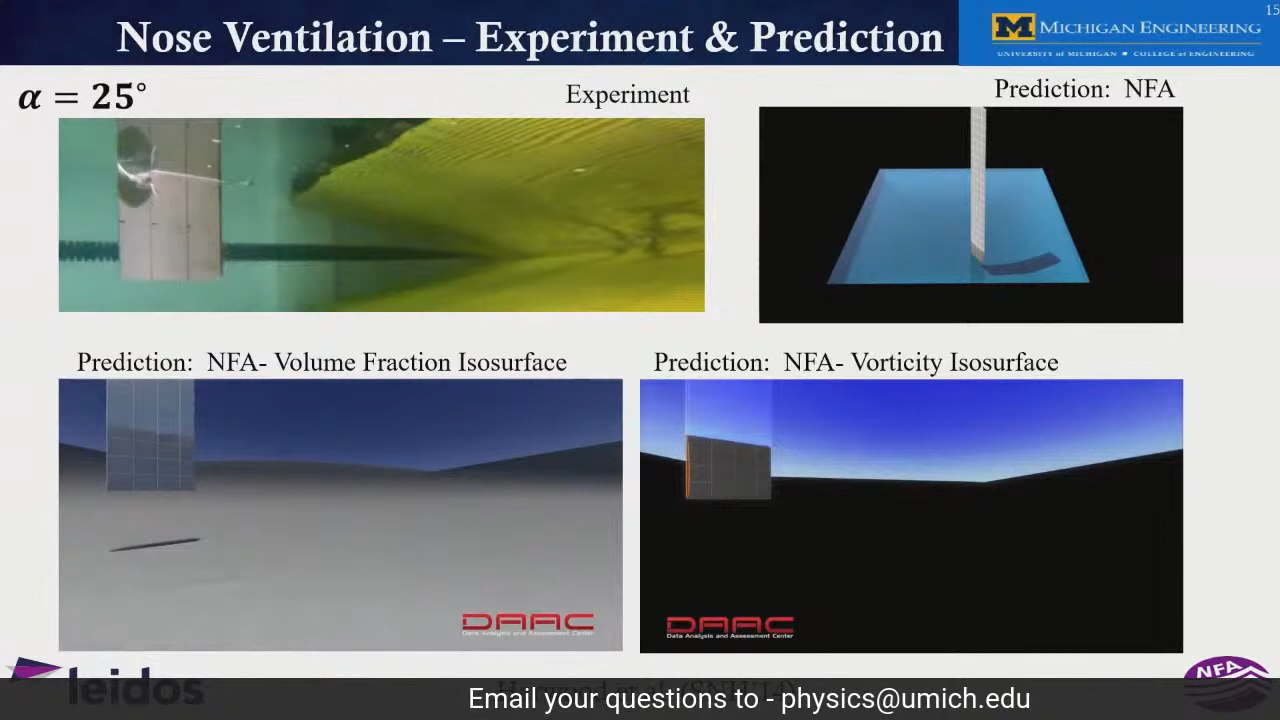 15
Nose Ventilation – Experiment & Prediction
M MICHIGAN ENGINEERING
UNIVERSITY of MICHIGAN ■ COLLEGE of ENGINEERING
α = 25°
Experiment
Prediction: NFA
Prediction: NFA- Volume Fraction Isosurface
Prediction: NFA- Vorticity Isosurface
DAAC
Data Analysis and Assessment Center
DAAC
Data Analysis and Assessment Center
leidos
NFA
Email your questions to - physics@umich.edu